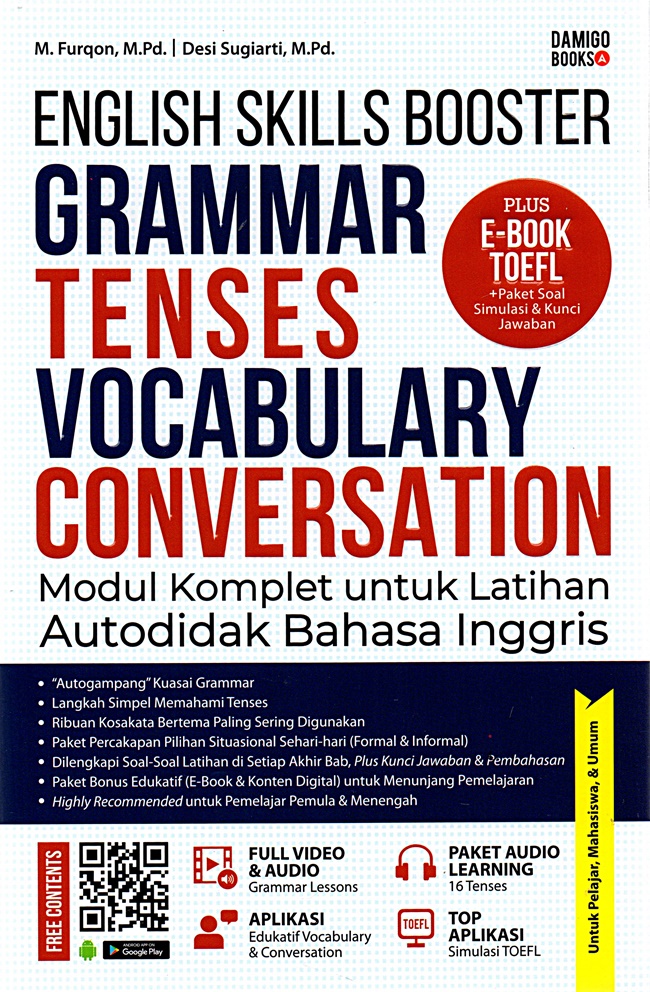 M. Furqon, M.Pd. | Desi Sugiarti, M.Pd.
DAMIGO
BOOKS A
ENGLISH SKILLS BOOSTER
GRAMMAR
TENSES
VOCABULARY
CONVERSATION
PLUS
E-BOOK
TOEFL
+Paket Soal
Simulasi & Kunci
Jawaban
Modul Komplet untuk Latihan
Autodidak Bahasa Inggris
• “Autogampang” Kuasai Grammar
• Langkah Simpel Memahami Tenses
• Ribuan Kosakata Bertema Paling Sering Digunakan
• Paket Percakapan Pilihan Situasional Sehari-hari (Formal & Informal)
• Dilengkapi Soal-Soal Latihan di Setiap Akhir Bab, Plus Kunci Jawaban & Pembahasan
• Paket Bonus Edukatif (E-Book & Konten Digital) untuk Menunjang Pemelajaran
• Highly Recommended untuk Pemelajar Pemula & Menengah
Untuk Pelajar, Mahasiswa, & Umum
FREE CONTENTS
ANDROID APP ON
Google Play
FULL VIDEO
& AUDIO
Grammar Lessons
APLIKASI
Edukatif Vocabulary
& Conversation
PAKET AUDIO
LEARNING
16 Tenses
TOEFL
TOP
APLIKASI
Simulasi TOEFL